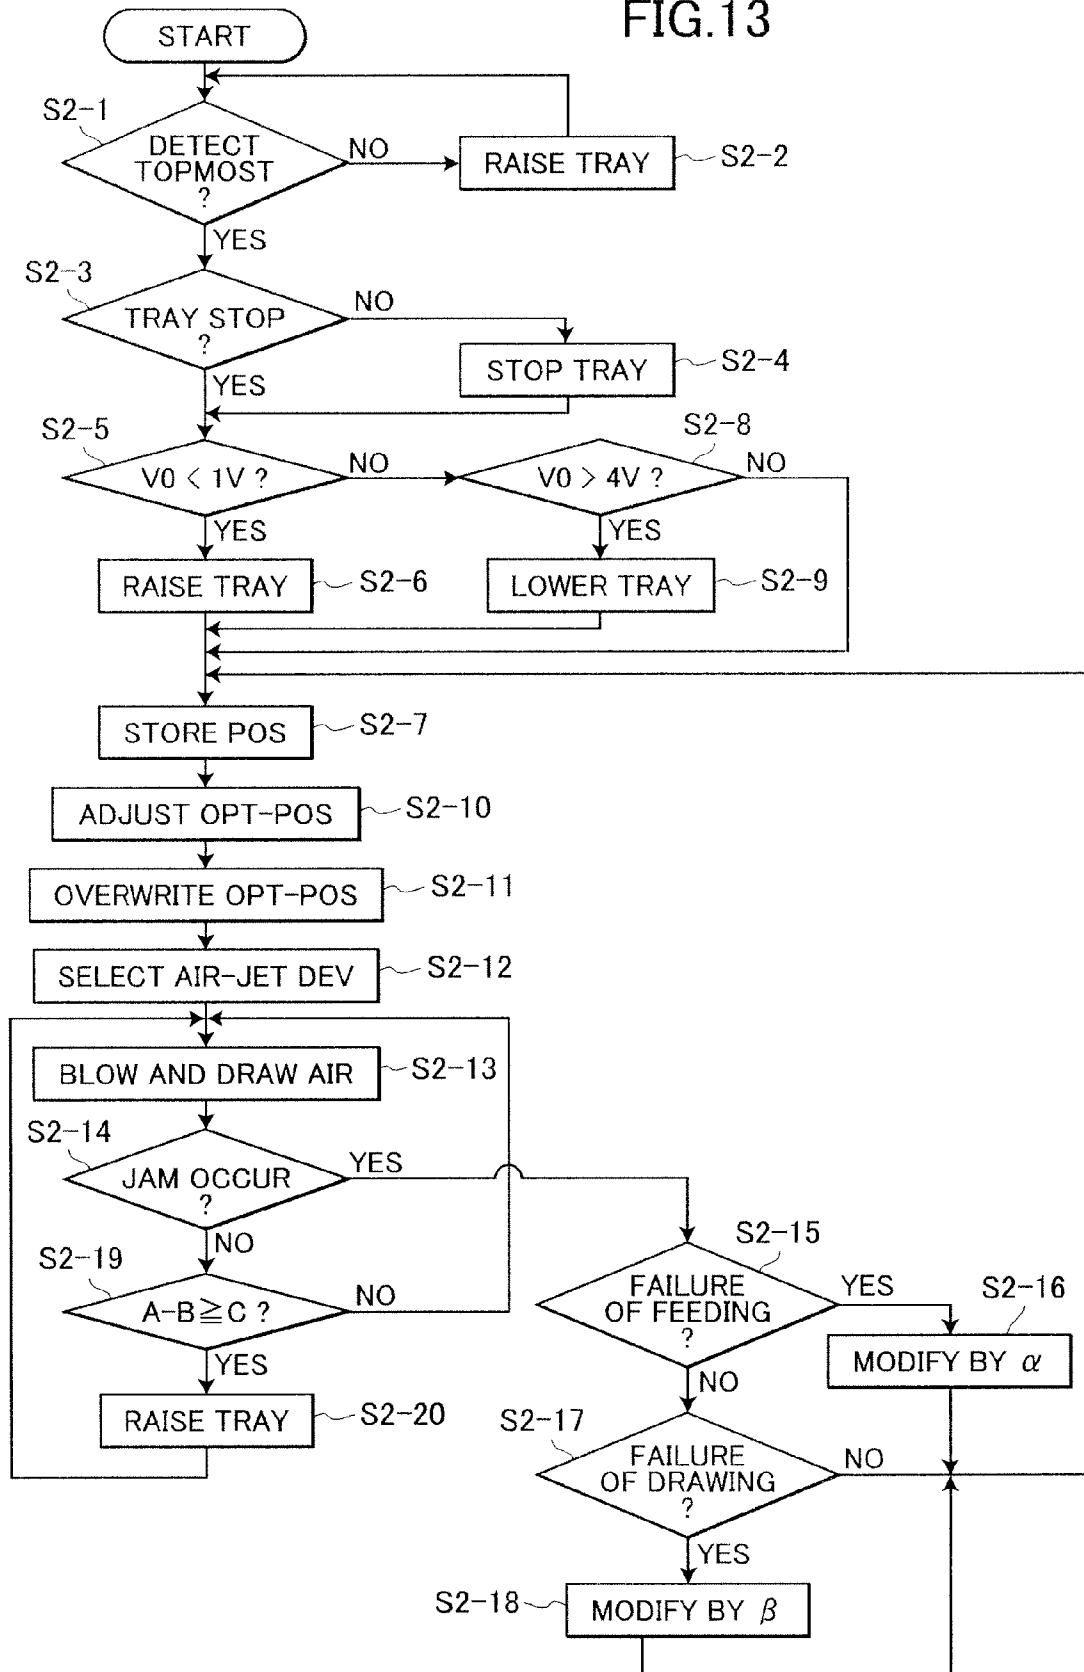 FIG.13
START
S2-1
DETECT
TOPMOST
?
NO
RAISE TRAY
S2-2
YES
S2-3
TRAY STOP
?
NO
STOP TRAY
S2-4
YES
S2-5
V0 < 1V ?
NO
S2-8
V0 > 4V ?
NO
YES
YES
RAISE TRAY
S2-6
LOWER TRAY
S2-9
STORE POS
S2-7
ADJUST OPT-POS
S2-10
OVERWRITE OPT-POS
S2-11
SELECT AIR-JET DEV
S2-12
BLOW AND DRAW AIR
S2-13
S2-14
JAM OCCUR
?
YES
NO
S2-19
A-B≧C ?
NO
YES
RAISE TRAY
S2-20
S2-15
FAILURE
OF FEEDING
?
YES
S2-16
MODIFY BY α
NO
S2-17
FAILURE
OF DRAWING
?
NO
YES
S2-18
MODIFY BY β